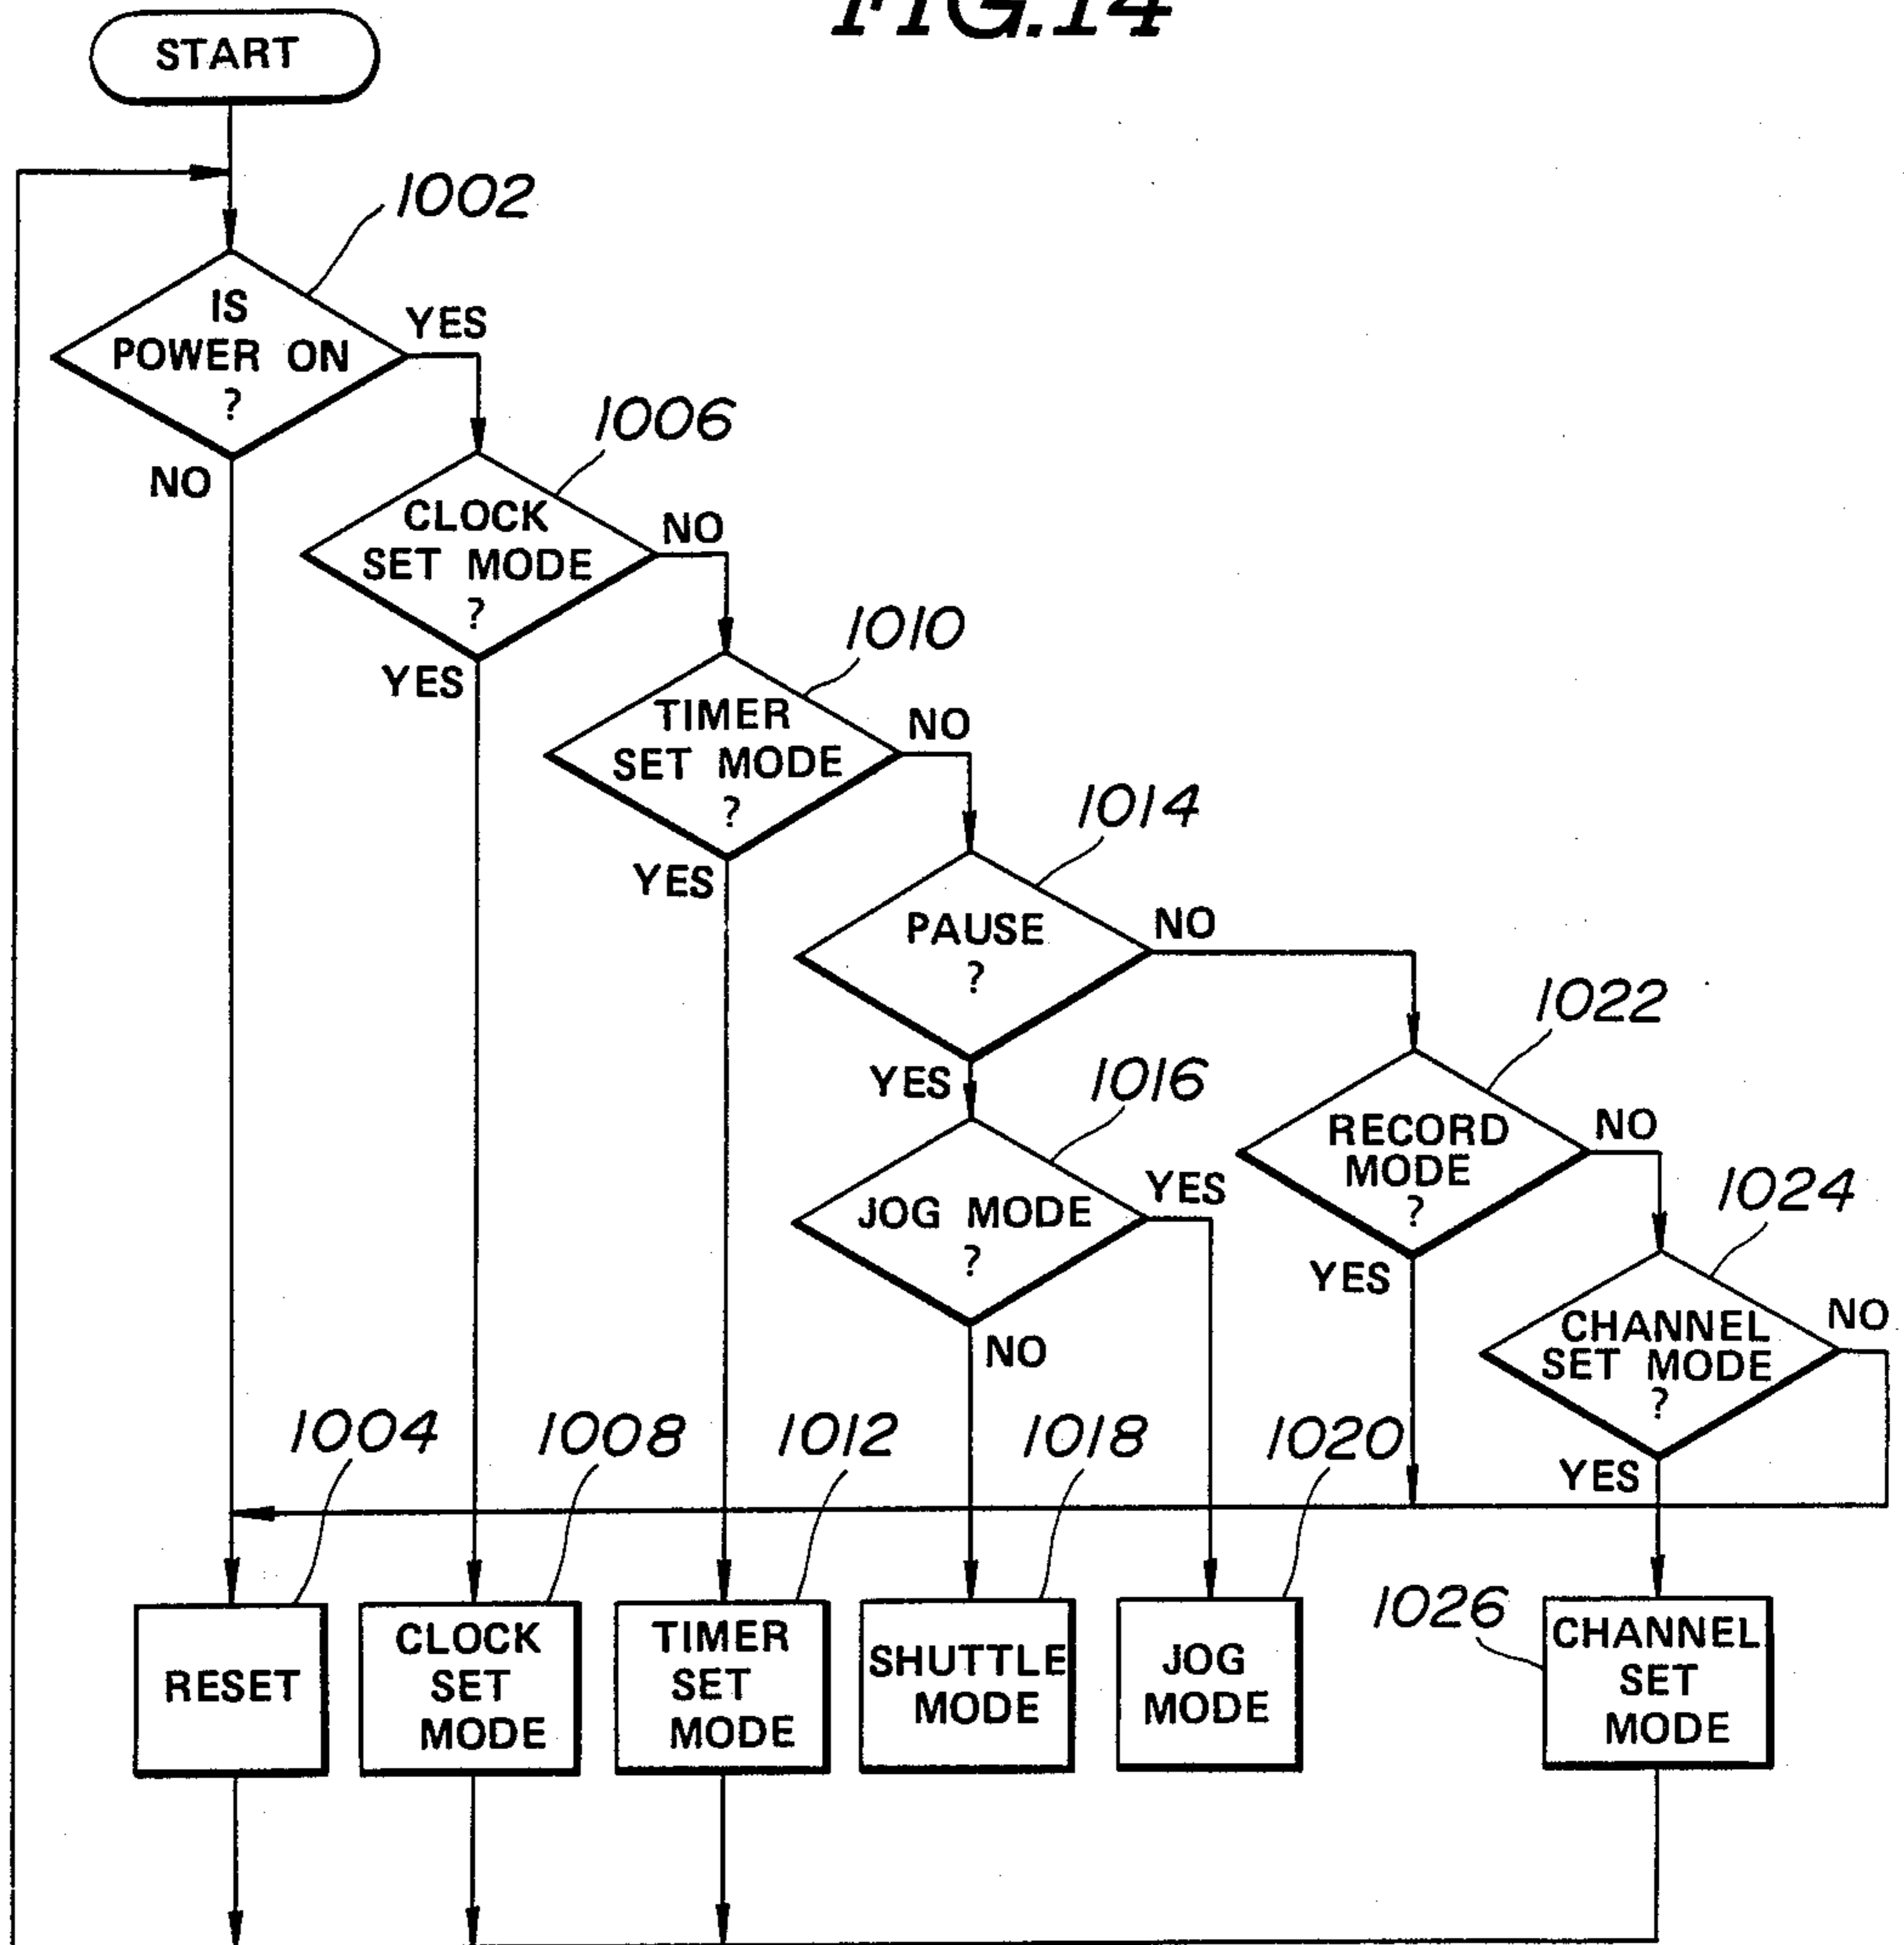 FIG.14
START
1002
IS
POWER ON
?
YES
NO
1006
CLOCK
SET MODE
?
NO
YES
1010
TIMER
SET MODE
?
NO
YES
1014
PAUSE
?
NO
YES
1016
JOG MODE
?
YES
NO
1022
RECORD
MODE
?
NO
YES
1024
CHANNEL
SET MODE
?
NO
YES
1004
RESET
1008
CLOCK
SET
MODE
1012
TIMER
SET
MODE
1018
SHUTTLE
MODE
1020
JOG
MODE
1026
CHANNEL
SET
MODE